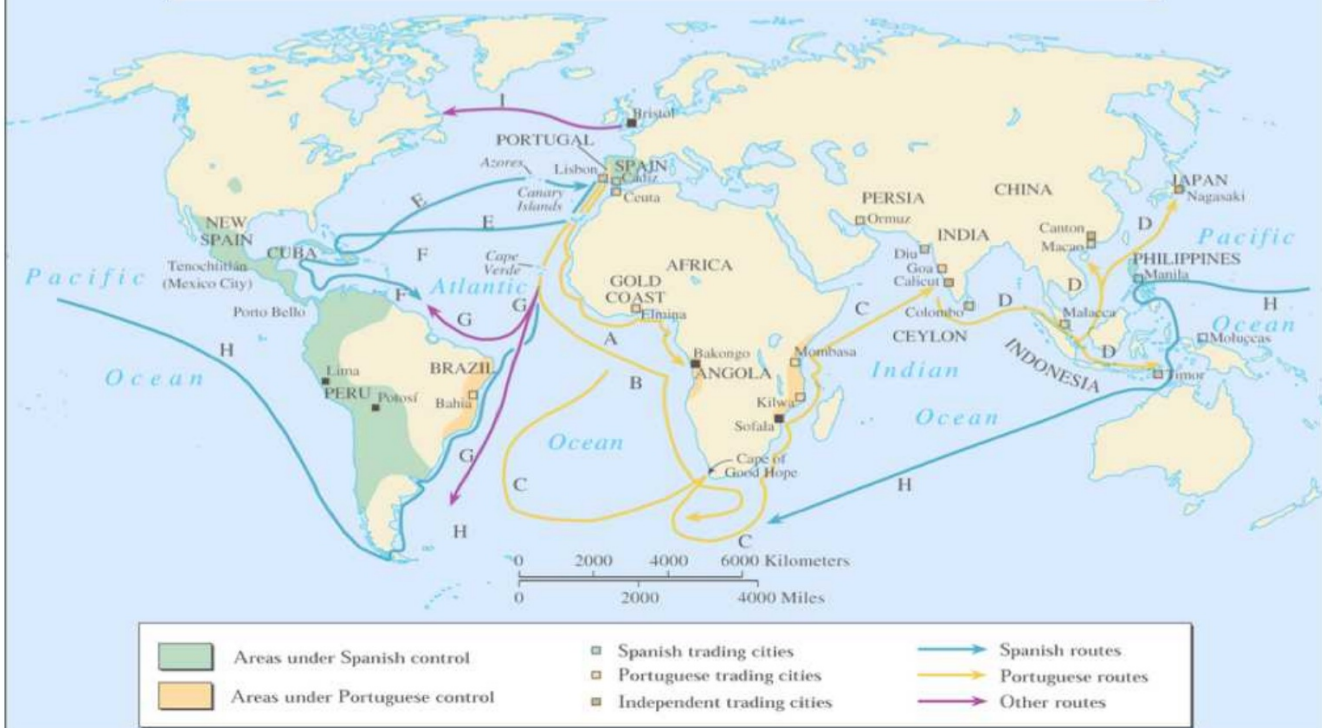 I
Bristol
PORTUGAL
Azores
Lisbon
SPAIN
Cadiz
Canary
Islands
Ceuta
E
E
NEW
SPAIN
CUBA
F
Tenochtitlán
(Mexico City)
Cape
Verde
Pacific
Atlantic
F
G
G
Porto Bello
AFRICA
GOLD
COAST
Elmina
PERSIA
Ormuz
CHINA
JAPAN
Nagasaki
INDIA
Diu
Goa
Calicut
Canton
Macao
D
Pacific
PHILIPPINES
Manila
H
Ocean
C
Colombo
CEYLON
D
D
Malacca
INDONESIA
D
Moluccas
Timor
H
Ocean
Lima
PERU
Potosí
BRAZIL
Bahia
A
B
Bakongo
ANGOLA
Mombasa
Kilwa
Sofala
Indian
Ocean
Ocean
Cape of
Good Hope
G
C
H
C
H
0 2000 4000 6000 Kilometers
0 2000 4000 Miles
Areas under Spanish control
Areas under Portuguese control
Spanish trading cities
Portuguese trading cities
Independent trading cities
Spanish routes
Portuguese routes
Other routes